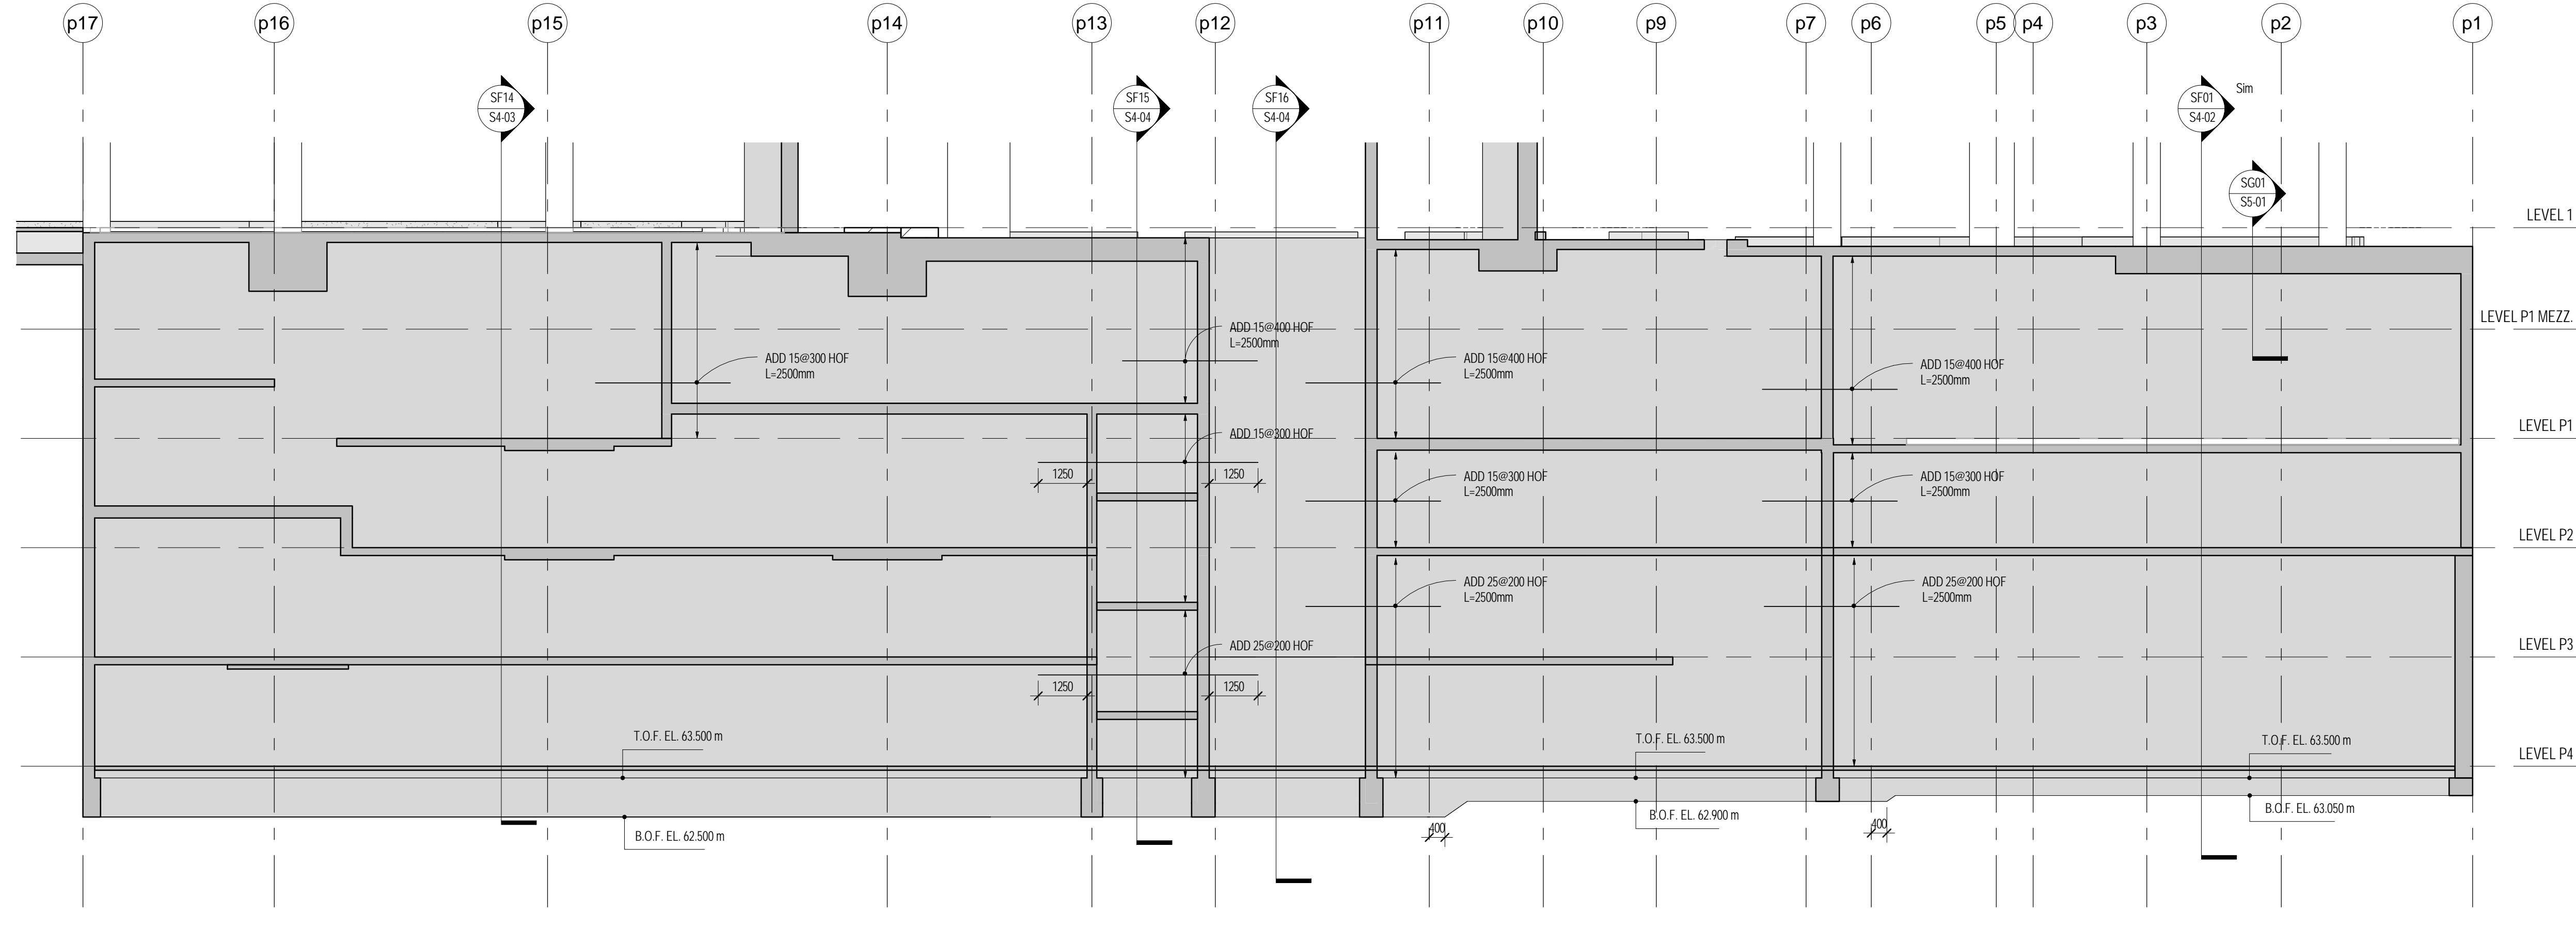 p17
p16
p15
p14
p13
p12
p11
p10
p9
p7
p6
p5
p4
p3
p2
p1
SF14
S4-03
SF15
S4-04
SF16
S4-04
SF01
S4-02
Sim
SG01
S5-01
LEVEL 1
LEVEL P1 MEZZ.
ADD 15@400 HOF
L=2500mm
ADD 15@300 HOF
L=2500mm
ADD 15@400 HOF
L=2500mm
ADD 15@400 HOF
L=2500mm
LEVEL P1
ADD 15@300 HOF
1250
1250
ADD 15@300 HOF
L=2500mm
ADD 15@300 HOF
L=2500mm
LEVEL P2
ADD 25@200 HOF
L=2500mm
ADD 25@200 HOF
L=2500mm
LEVEL P3
ADD 25@200 HOF
1250
1250
T.O.F. EL. 63.500 m
T.O.F. EL. 63.500 m
T.O.F. EL. 63.500 m
LEVEL P4
B.O.F. EL. 62.500 m
400
B.O.F. EL. 62.900 m
400
B.O.F. EL. 63.050 m